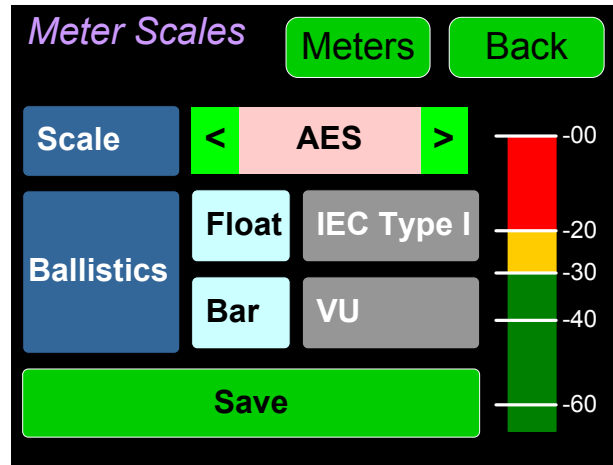 Meter Scales
Meters
Back
Scale
< AES >
Ballistics
Float
IEC Type I
Bar
VU
Save
-00
-20
-30
-40
-60